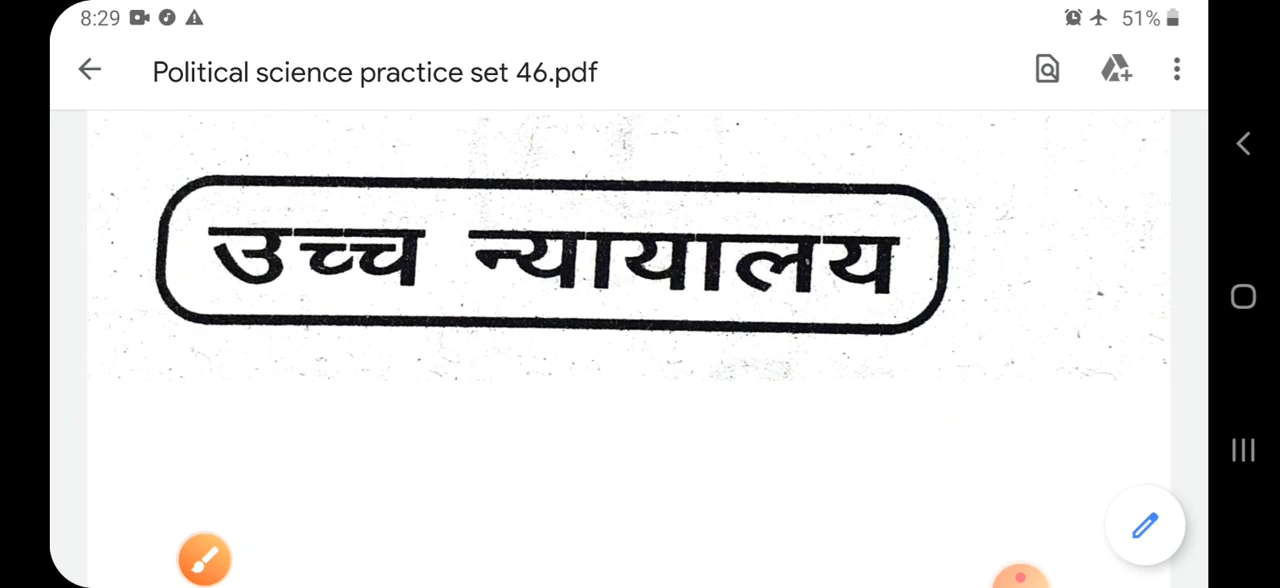 8:29
51%
Political science practice set 46.pdf
उच्च न्यायालय